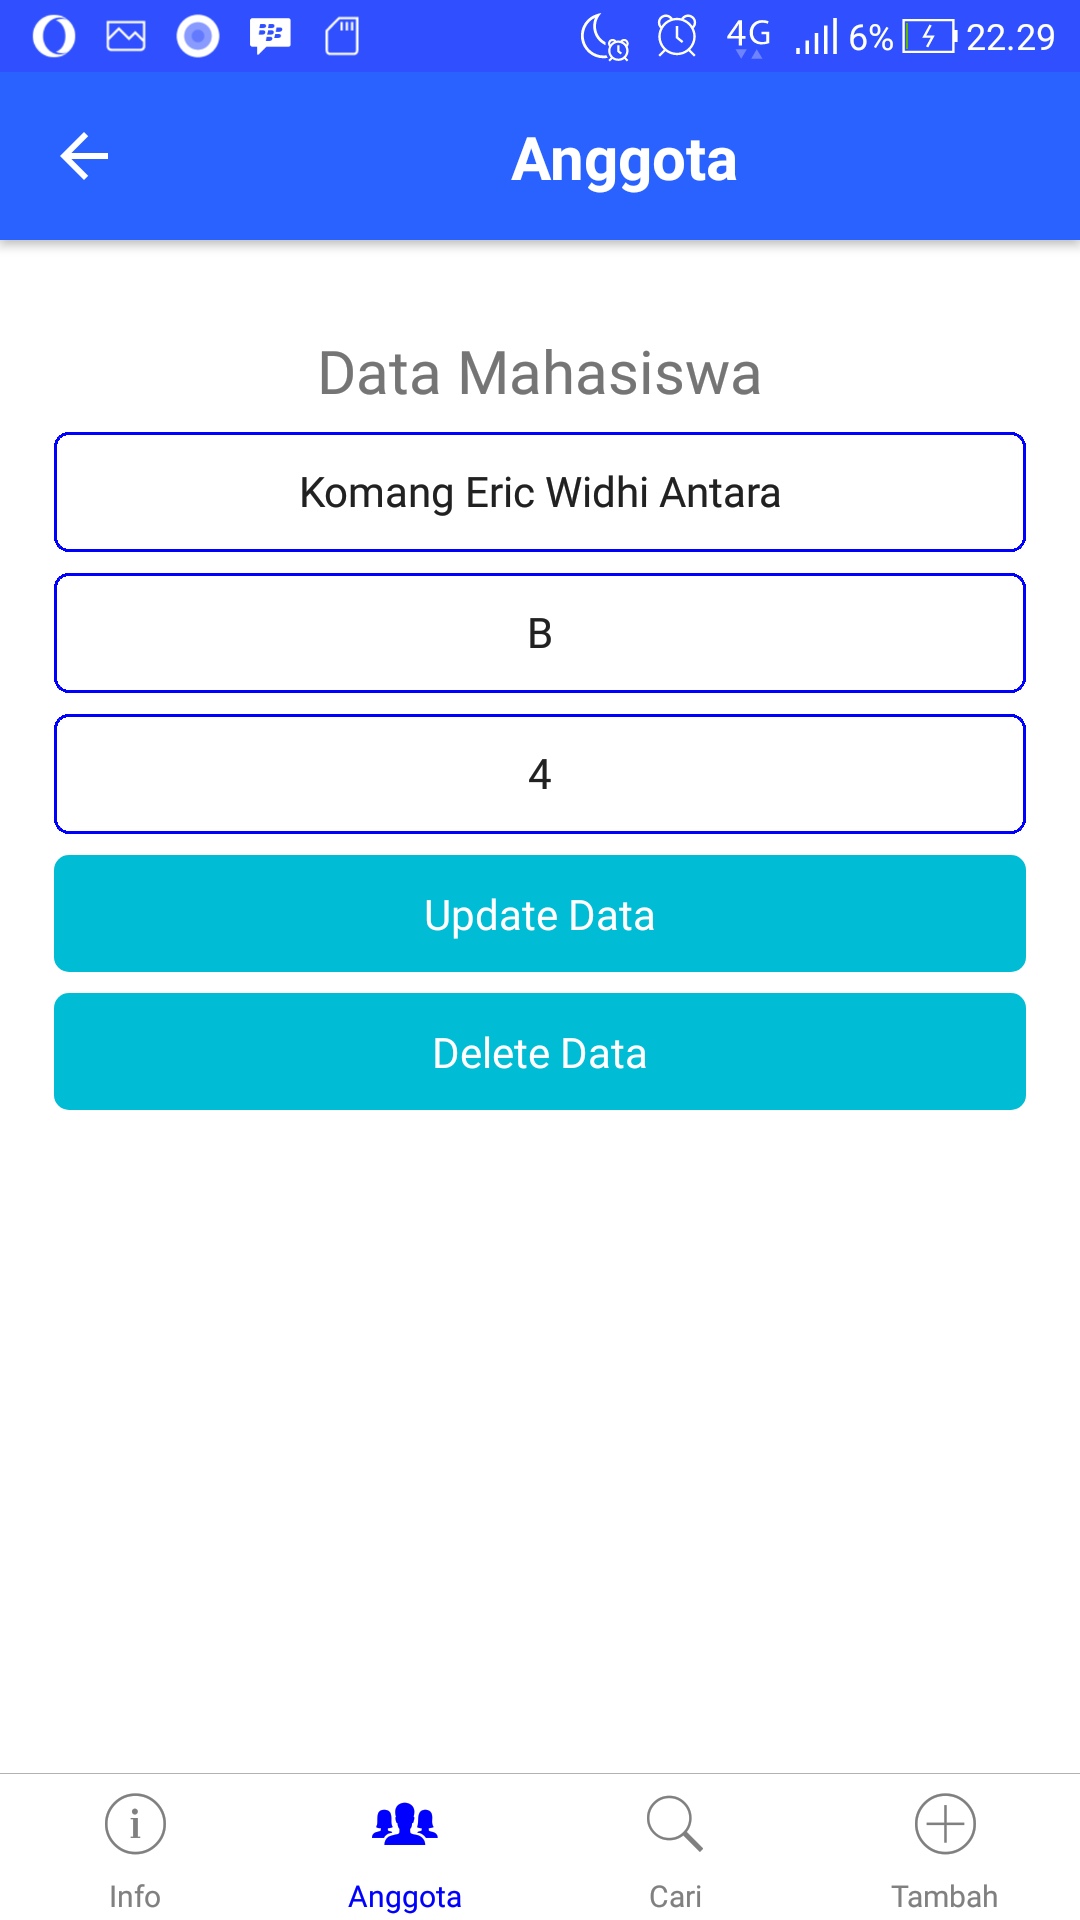 4G 6% 22.29
Anggota
Data Mahasiswa
Komang Eric Widhi Antara
B
4
Update Data
Delete Data
Info Anggota Cari Tambah